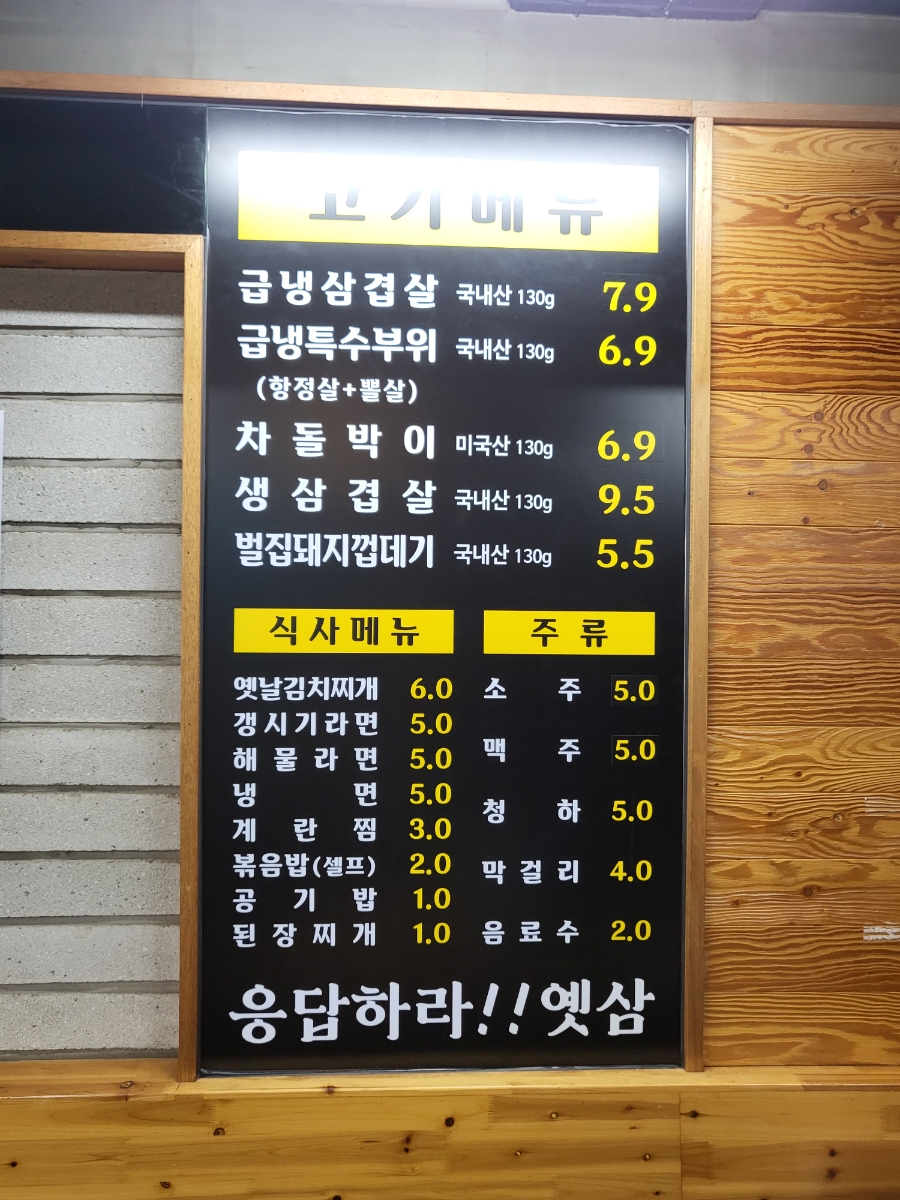 고기메뉴
급냉삼겹살 국내산 130g 7.9
급냉특수부위 국내산 130g 6.9
(항정살+뽈살)
차돌박이 미국산 130g 6.9
생삼겹살 국내산 130g 9.5
벌집돼지껍데기 국내산 130g 5.5
식사메뉴
옛날김치찌개 6.0
갱시기라면 5.0
해물라면 5.0
냉면 5.0
계란찜 3.0
볶음밥(셀프) 2.0
공기밥 1.0
된장찌개 1.0
주류
소주 5.0
맥주 5.0
청하 5.0
막걸리 4.0
음료수 2.0
응답하라!!옛삼